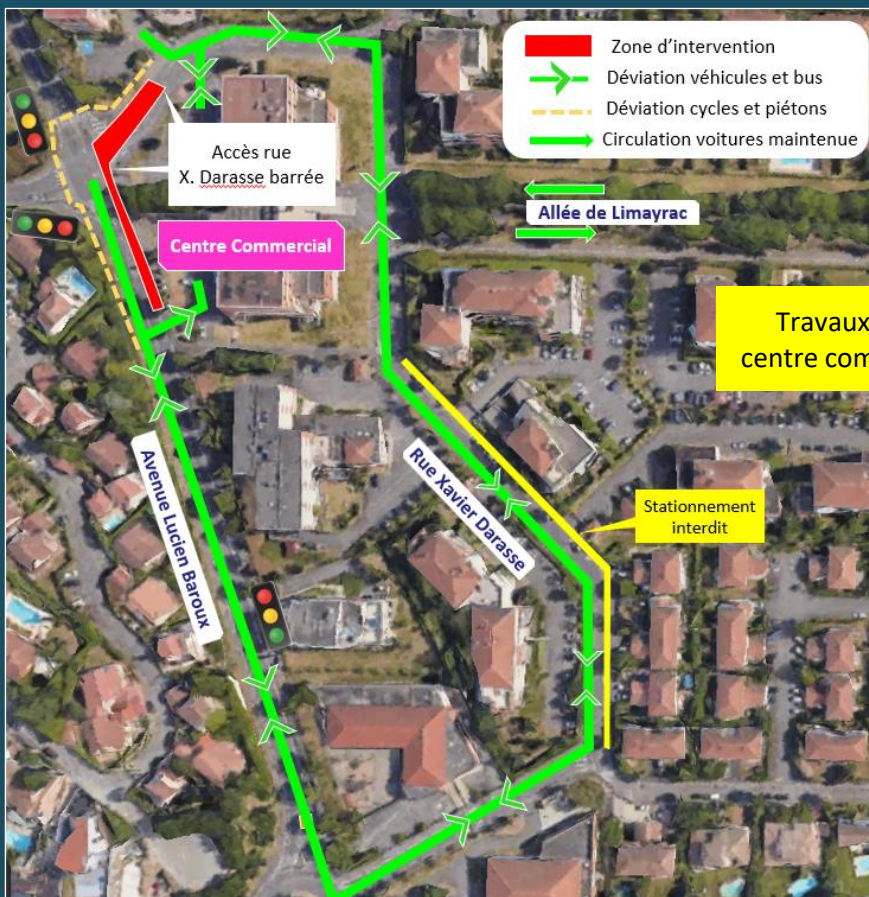 Zone d'intervention
Déviation véhicules et bus
Déviation cycles et piétons
Circulation voitures maintenue
Accès rue
X. Darasse barrée
Centre Commercial
Allée de Limayrac
Travaux
centre com
Rue Xavier Darasse
Stationnement
interdit
Avenue Lucien Baroux